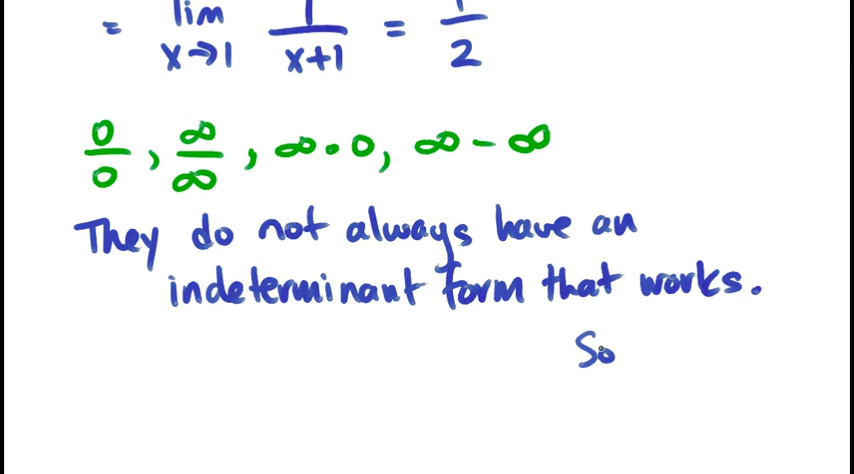 = lim x→1 1/x+1 = 1/2
0/0, ∞/∞, ∞·0, ∞-∞
They do not always have an
indeterminant form that works.
So